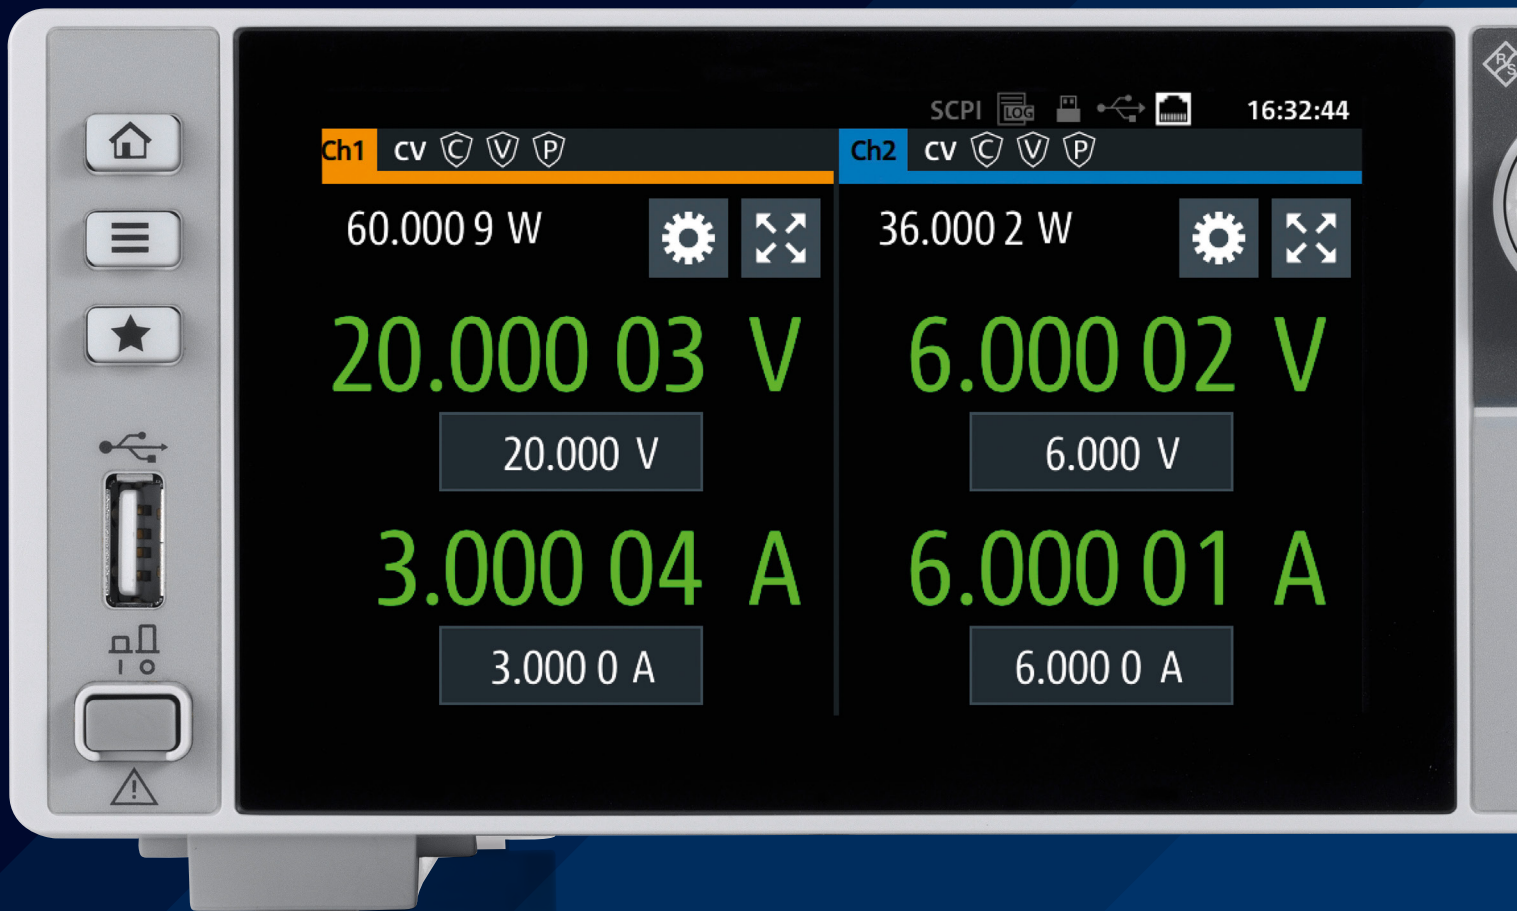 SCPI LOG 16:32:44
Ch1 CV C V P
Ch2 CV C V P
60.000 9 W
36.000 2 W
20.000 03 V
6.000 02 V
20.000 V
6.000 V
3.000 04 A
6.000 01 A
3.000 0 A
6.000 0 A
R&S